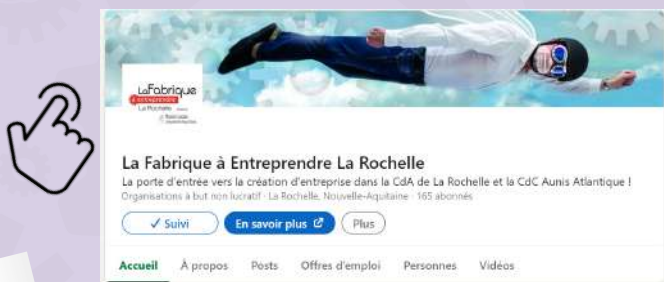 LaFabrique
à entreprendre
La Rochelle
La Fabrique à Entreprendre La Rochelle
La porte d'entrée vers la création d'entreprise dans la CdA de La Rochelle et la CdC Aunis Atlantique !
Organisations à but non lucratif · La Rochelle, Nouvelle-Aquitaine · 165 abonnés
✓ Suivi En savoir plus Plus
Accueil À propos Posts Offres d'emploi Personnes Vidéos